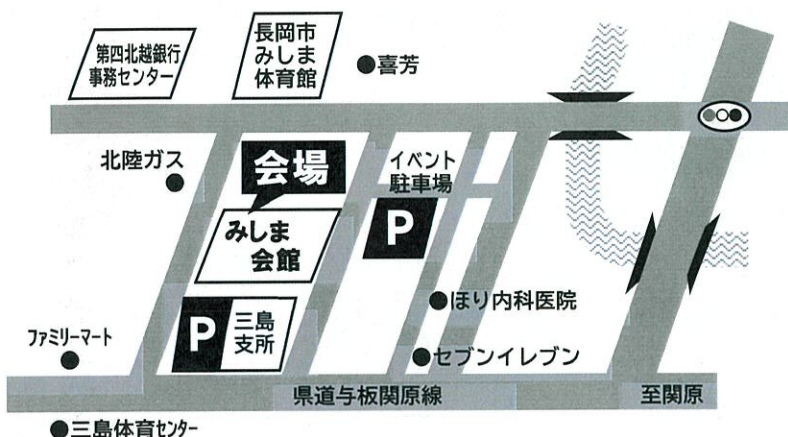 第四北越銀行
事務センター
長岡市
みしま
体育館
●喜芳
北陸ガス
会場
イベント
駐車場
P
みしま
会館
P
三島
支所
●ほり内科医院
ファミリーマート
●セブンイレブン
県道与板関原線
至関原
●三島体育センター